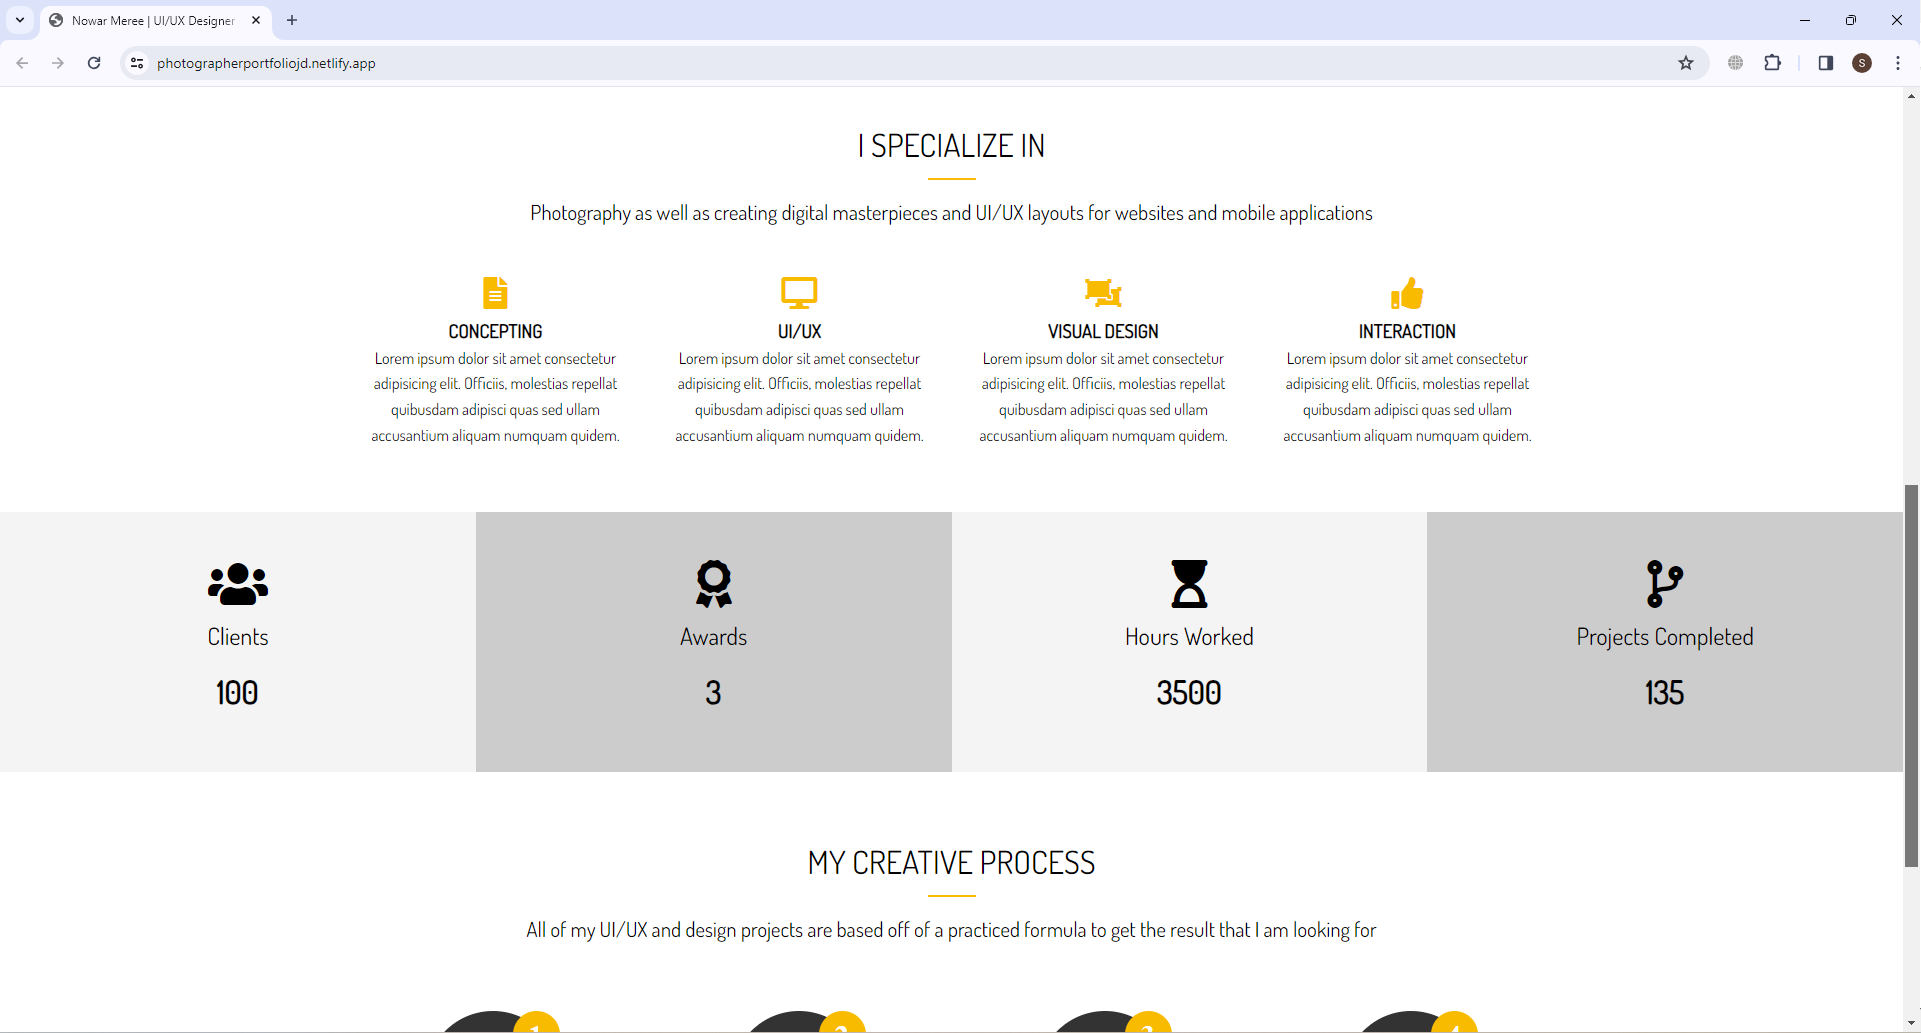 Nowar Meree | UI/UX Designer
photographerportfoliojd.netlify.app
S
I SPECIALIZE IN
Photography as well as creating digital masterpieces and UI/UX layouts for websites and mobile applications
CONCEPTING
Lorem ipsum dolor sit amet consectetur
adipisicing elit. Officiis, molestias repellat
quibusdam adipisci quas sed ullam
accusantium aliquam numquam quidem.
UI/UX
Lorem ipsum dolor sit amet consectetur
adipisicing elit. Officiis, molestias repellat
quibusdam adipisci quas sed ullam
accusantium aliquam numquam quidem.
VISUAL DESIGN
Lorem ipsum dolor sit amet consectetur
adipisicing elit. Officiis, molestias repellat
quibusdam adipisci quas sed ullam
accusantium aliquam numquam quidem.
INTERACTION
Lorem ipsum dolor sit amet consectetur
adipisicing elit. Officiis, molestias repellat
quibusdam adipisci quas sed ullam
accusantium aliquam numquam quidem.
Clients
100
Awards
3
Hours Worked
3500
Projects Completed
135
MY CREATIVE PROCESS
All of my UI/UX and design projects are based off of a practiced formula to get the result that I am looking for
1
2
3
4